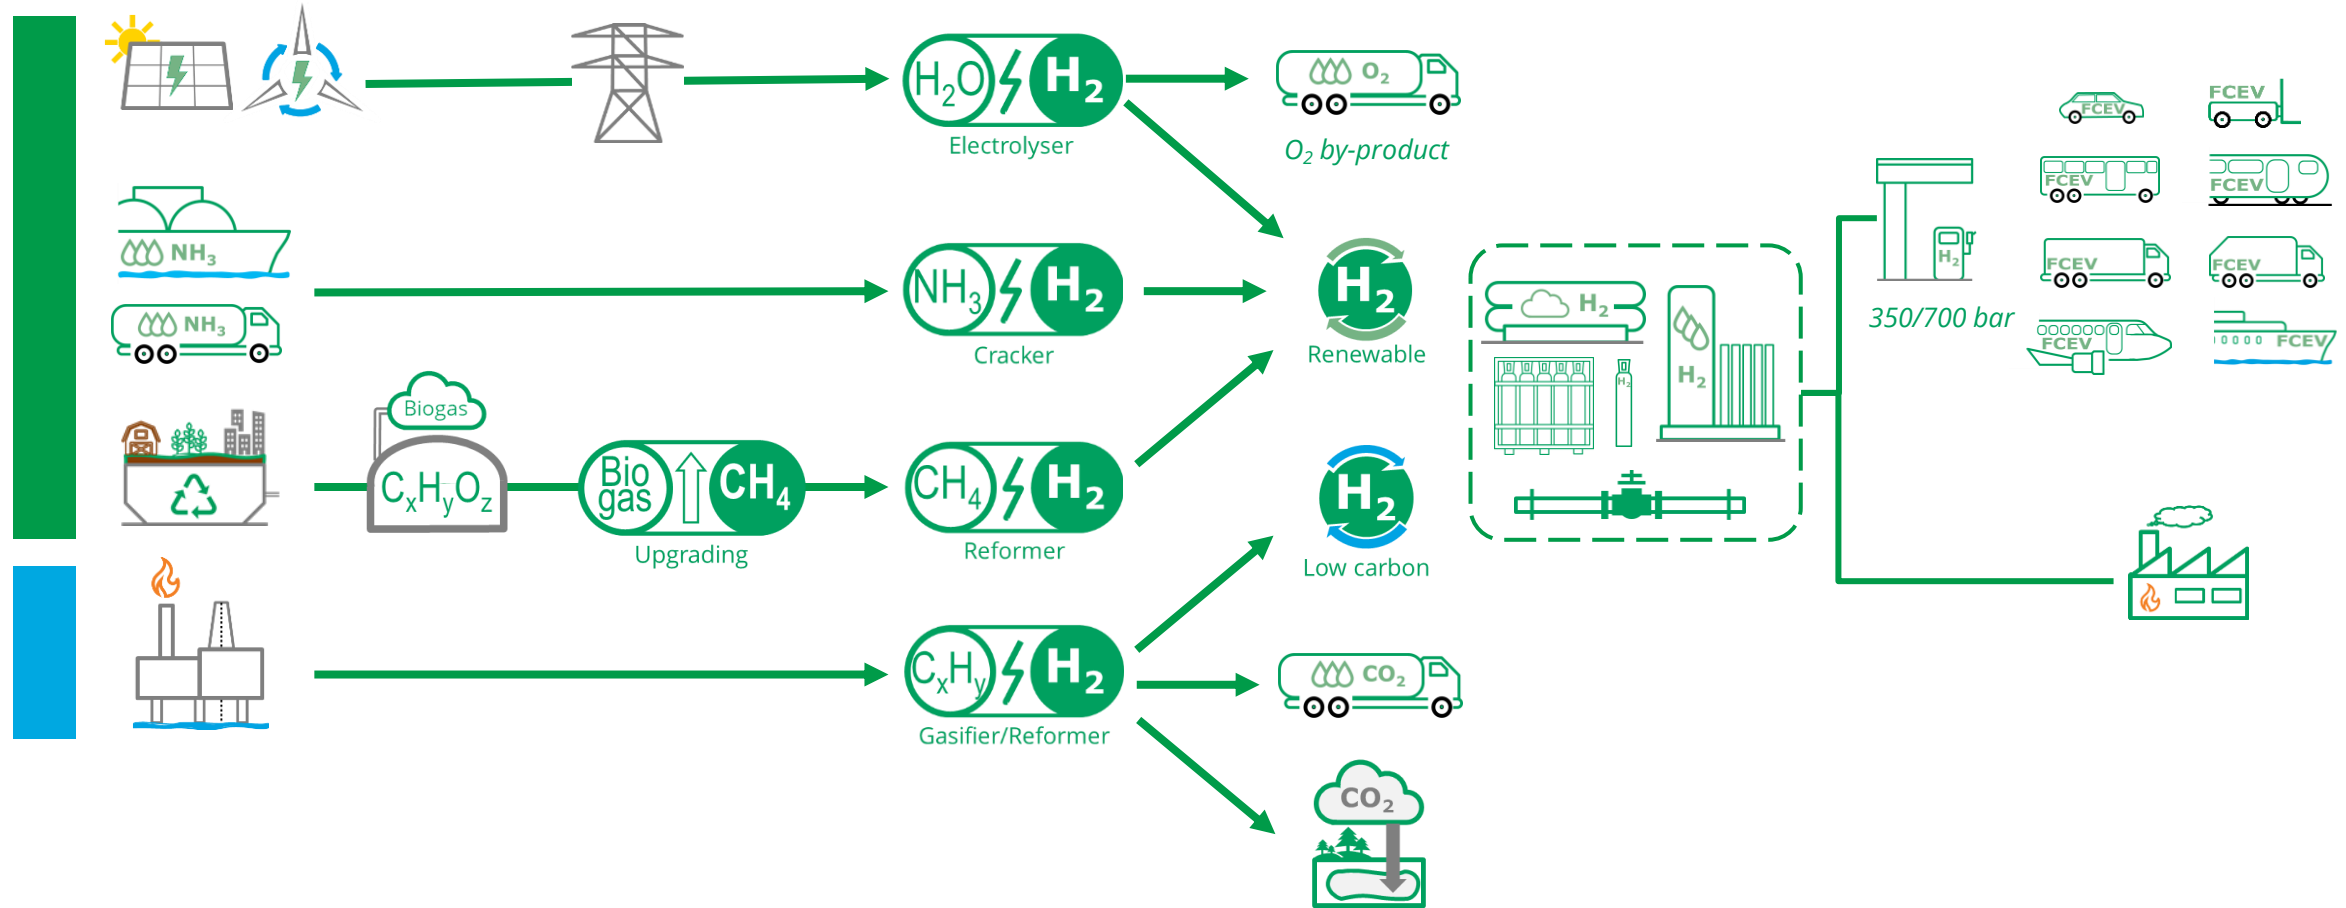 H₂O
H₂
Electrolyser
O₂
O₂ by-product
NH₃
NH₃
NH₃
H₂
Cracker
H₂
Renewable
Biogas
CₓHᵧO_z
Bio
gas
CH₄
Upgrading
CH₄
H₂
Reformer
H₂
Low carbon
CₓHᵧ
H₂
Gasifier/Reformer
CO₂
CO₂
H₂
H₂
H₂
H₂
350/700 bar
FCEV
FCEV
FCEV
FCEV
FCEV
FCEV
FCEV
FCEV